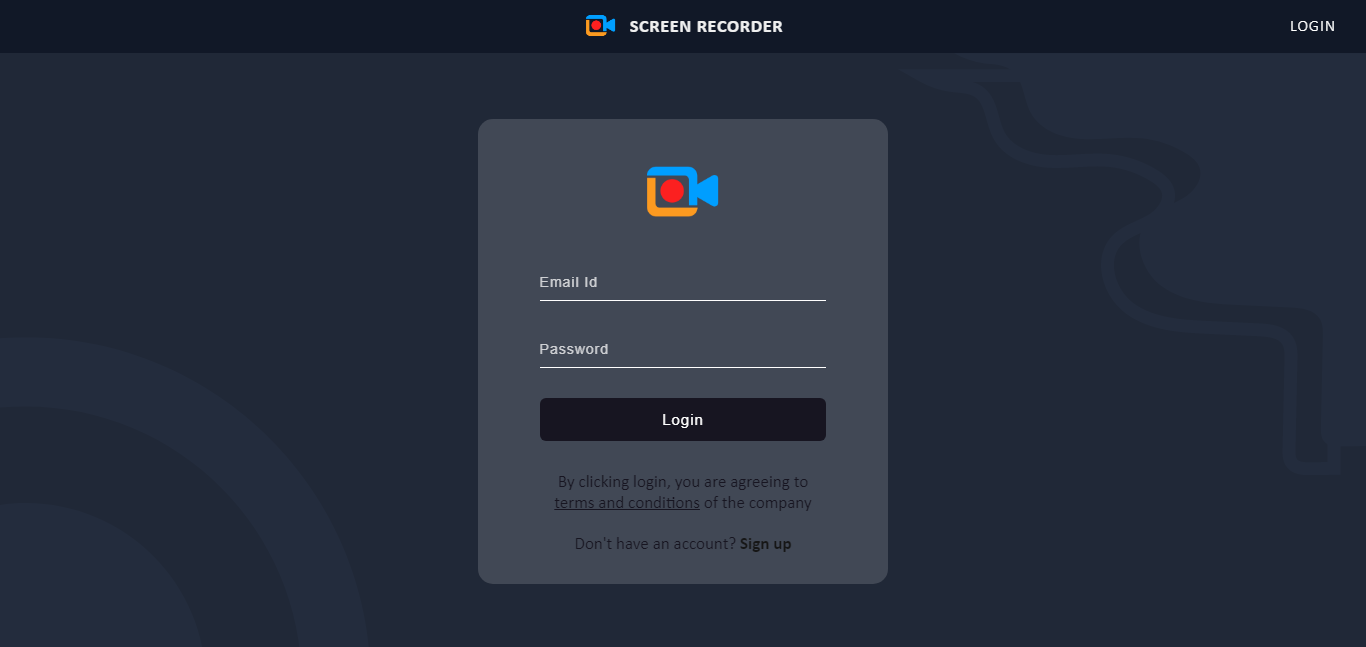 SCREEN RECORDER
LOGIN
Email Id
Password
Login
By clicking login, you are agreeing to
terms and conditions of the company
Don't have an account? Sign up